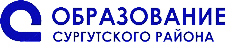 ОБРАЗОВАНИЕ
СУРГУТСКОГО РАЙОНА